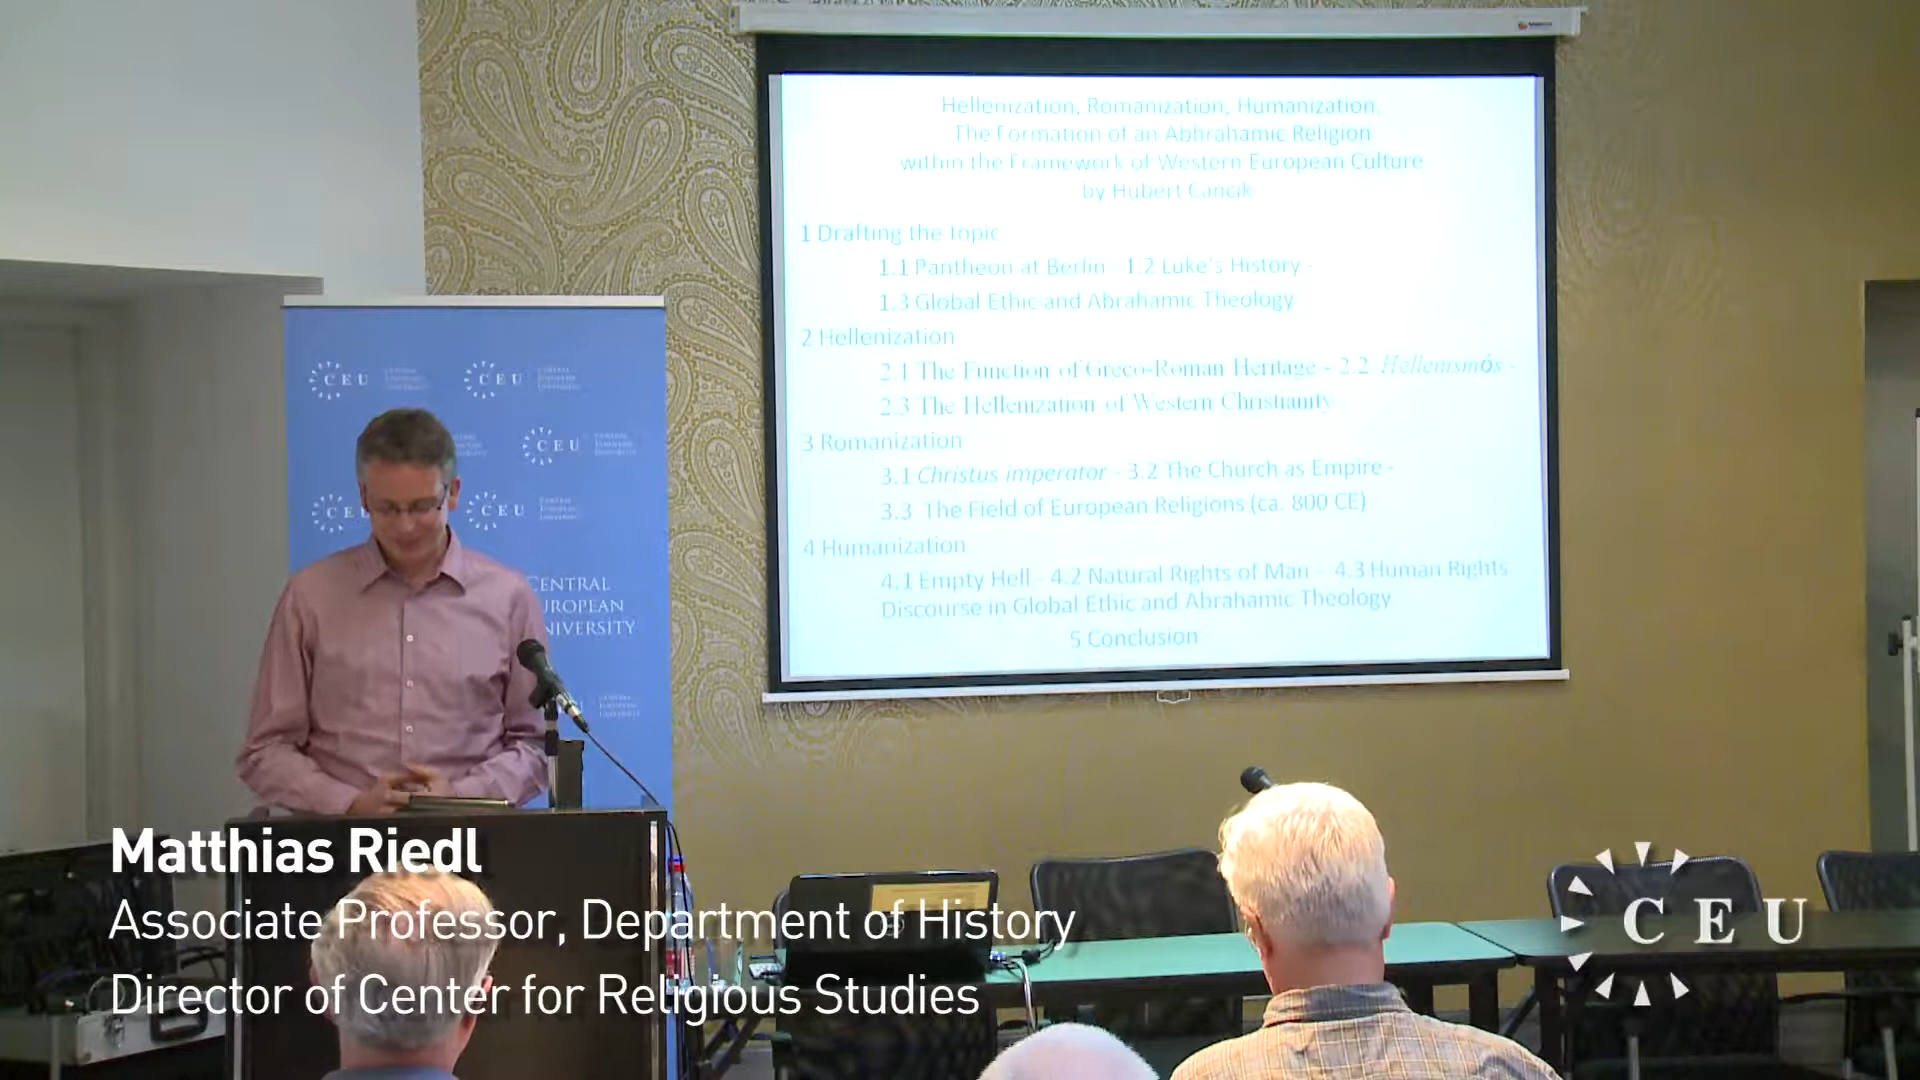 Hellenization, Romanization, Humanization.
The Formation of an Abhrahamic Religion
within the Framework of Western European Culture
by Hubert Cancik
1 Drafting the Topic
1.1 Pantheon at Berlin - 1.2 Luke's History -
1.3 Global Ethic and Abrahamic Theology
2 Hellenization
2.1 The Function of Greco-Roman Heritage - 2.2. Hellenismós -
2.3 The Hellenization of Western Christianity
3 Romanization
3.1 Christus imperator - 3.2 The Church as Empire -
3.3 The Field of European Religions (ca. 800 CE)
4 Humanization
4.1 Empty Hell - 4.2 Natural Rights of Man - 4.3 Human Rights
Discourse in Global Ethic and Abrahamic Theology
5 Conclusion
CEU
CEU
CEU
CEU
CEU
CENTRAL
EUROPEAN
UNIVERSITY
Matthias Riedl
Associate Professor, Department of History
Director of Center for Religious Studies
CEU